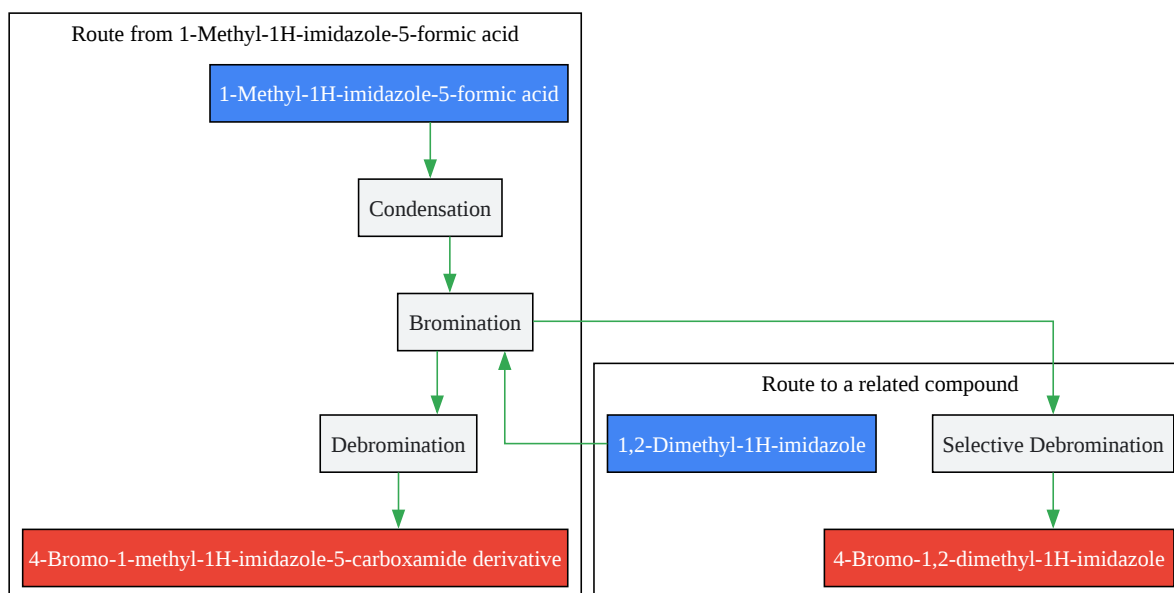 Route from 1-Methyl-1H-imidazole-5-formic acid
1-Methyl-1H-imidazole-5-formic acid
Condensation
Bromination
Debromination
4-Bromo-1-methyl-1H-imidazole-5-carboxamide derivative
Route to a related compound
1,2-Dimethyl-1H-imidazole
Selective Debromination
4-Bromo-1,2-dimethyl-1H-imidazole